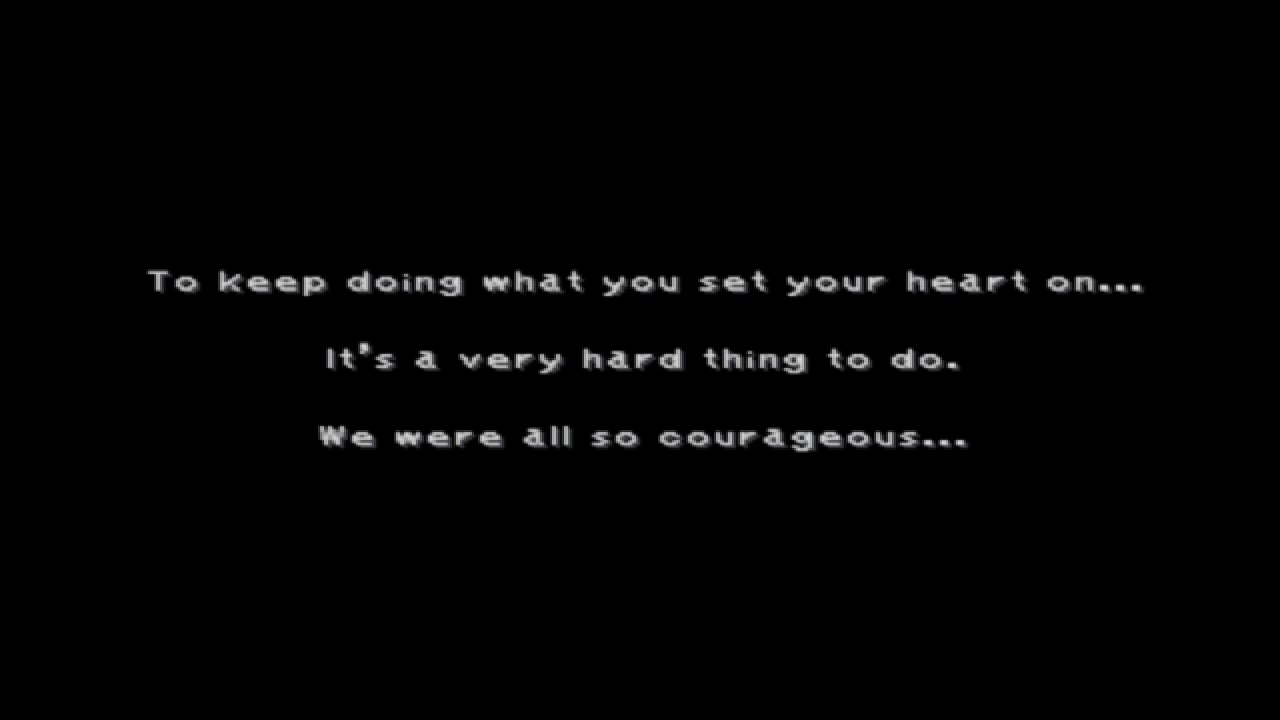 To keep doing what you set your heart on...
It's a very hard thing to do.
We were all so courageous...